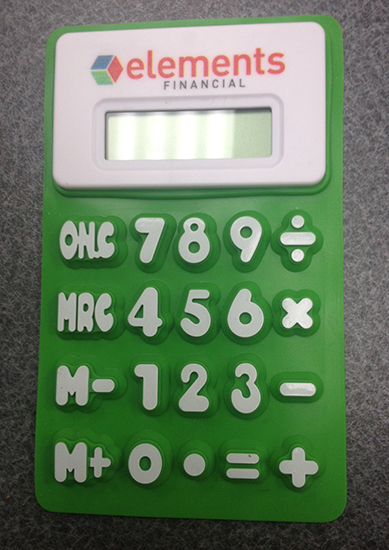 elements
FINANCIAL
ON.C 7 8 9 ÷
MRC 4 5 6 ×
M- 1 2 3 -
M+ 0 . = +